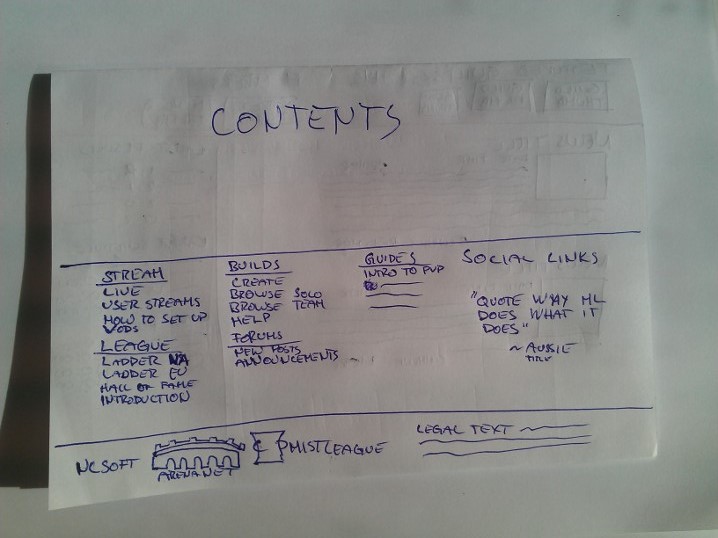 CONTENTS
STREAM
LIVE
USER STREAMS
HOW TO SET UP
VODS
LEAGUE
LADDER NA
LADDER EU
HALL OF FAME
INTRODUCTION
BUILDS
CREATE
BROWSE SOLO
BROWSE TEAM
HELP
FORUMS
NEW POSTS
ANNOUNCEMENTS
GUIDES
INTRO TO PVP
SOCIAL LINKS
"QUOTE WHY ML
DOES WHAT IT
DOES"
~ AUSSIE
NCSOFT
ARENANET
MISTLEAGUE
LEGAL TEXT